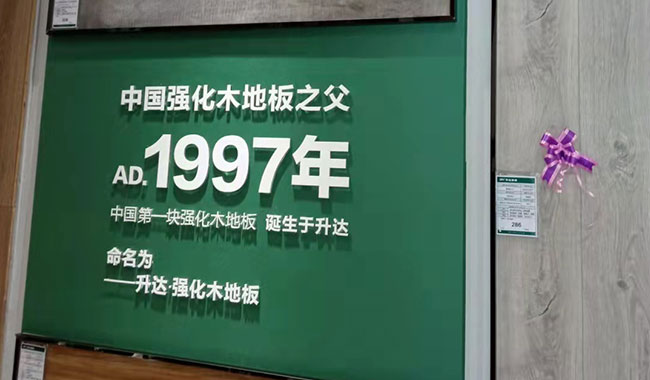 中国强化木地板之父
AD.1997年
中国第一块强化木地板 诞生于升达
命名为
——升达·强化木地板
286